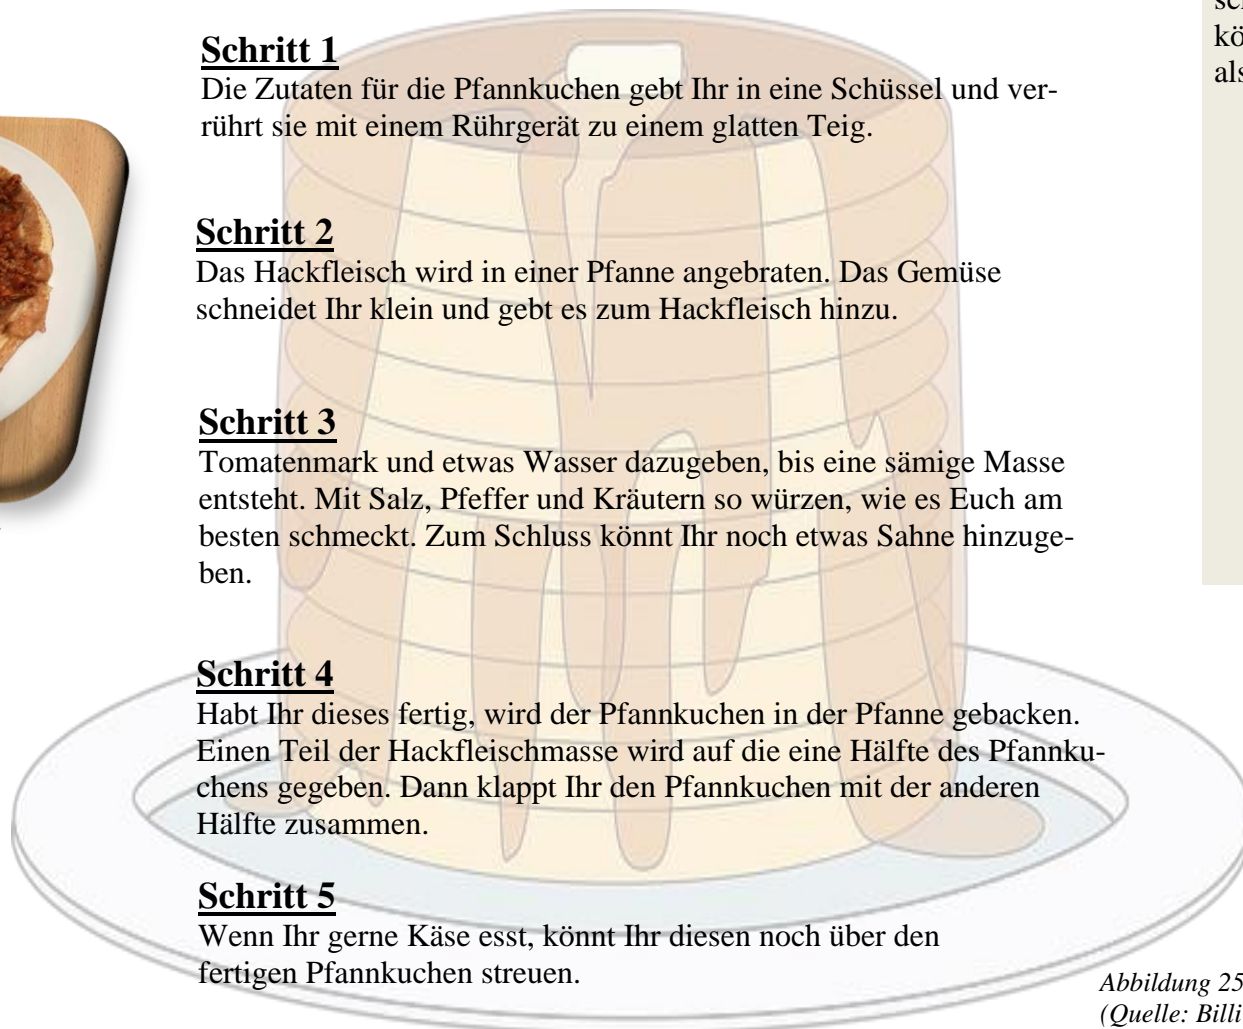 Schritt 1
Die Zutaten für die Pfannkuchen gebt Ihr in eine Schüssel und ver-
rührt sie mit einem Rührgerät zu einem glatten Teig.
Schritt 2
Das Hackfleisch wird in einer Pfanne angebraten. Das Gemüse
schneidet Ihr klein und gebt es zum Hackfleisch hinzu.
Schritt 3
Tomatenmark und etwas Wasser dazugeben, bis eine sämige Masse
entsteht. Mit Salz, Pfeffer und Kräutern so würzen, wie es Euch am
besten schmeckt. Zum Schluss könnt Ihr noch etwas Sahne hinzuge-
ben.
Schritt 4
Habt Ihr dieses fertig, wird der Pfannkuchen in der Pfanne gebacken.
Einen Teil der Hackfleischmasse wird auf die eine Hälfte des Pfannku-
chens gegeben. Dann klappt Ihr den Pfannkuchen mit der anderen
Hälfte zusammen.
Schritt 5
Wenn Ihr gerne Käse esst, könnt Ihr diesen noch über den
fertigen Pfannkuchen streuen.
als
Abbildung 25
(Quelle: Billi